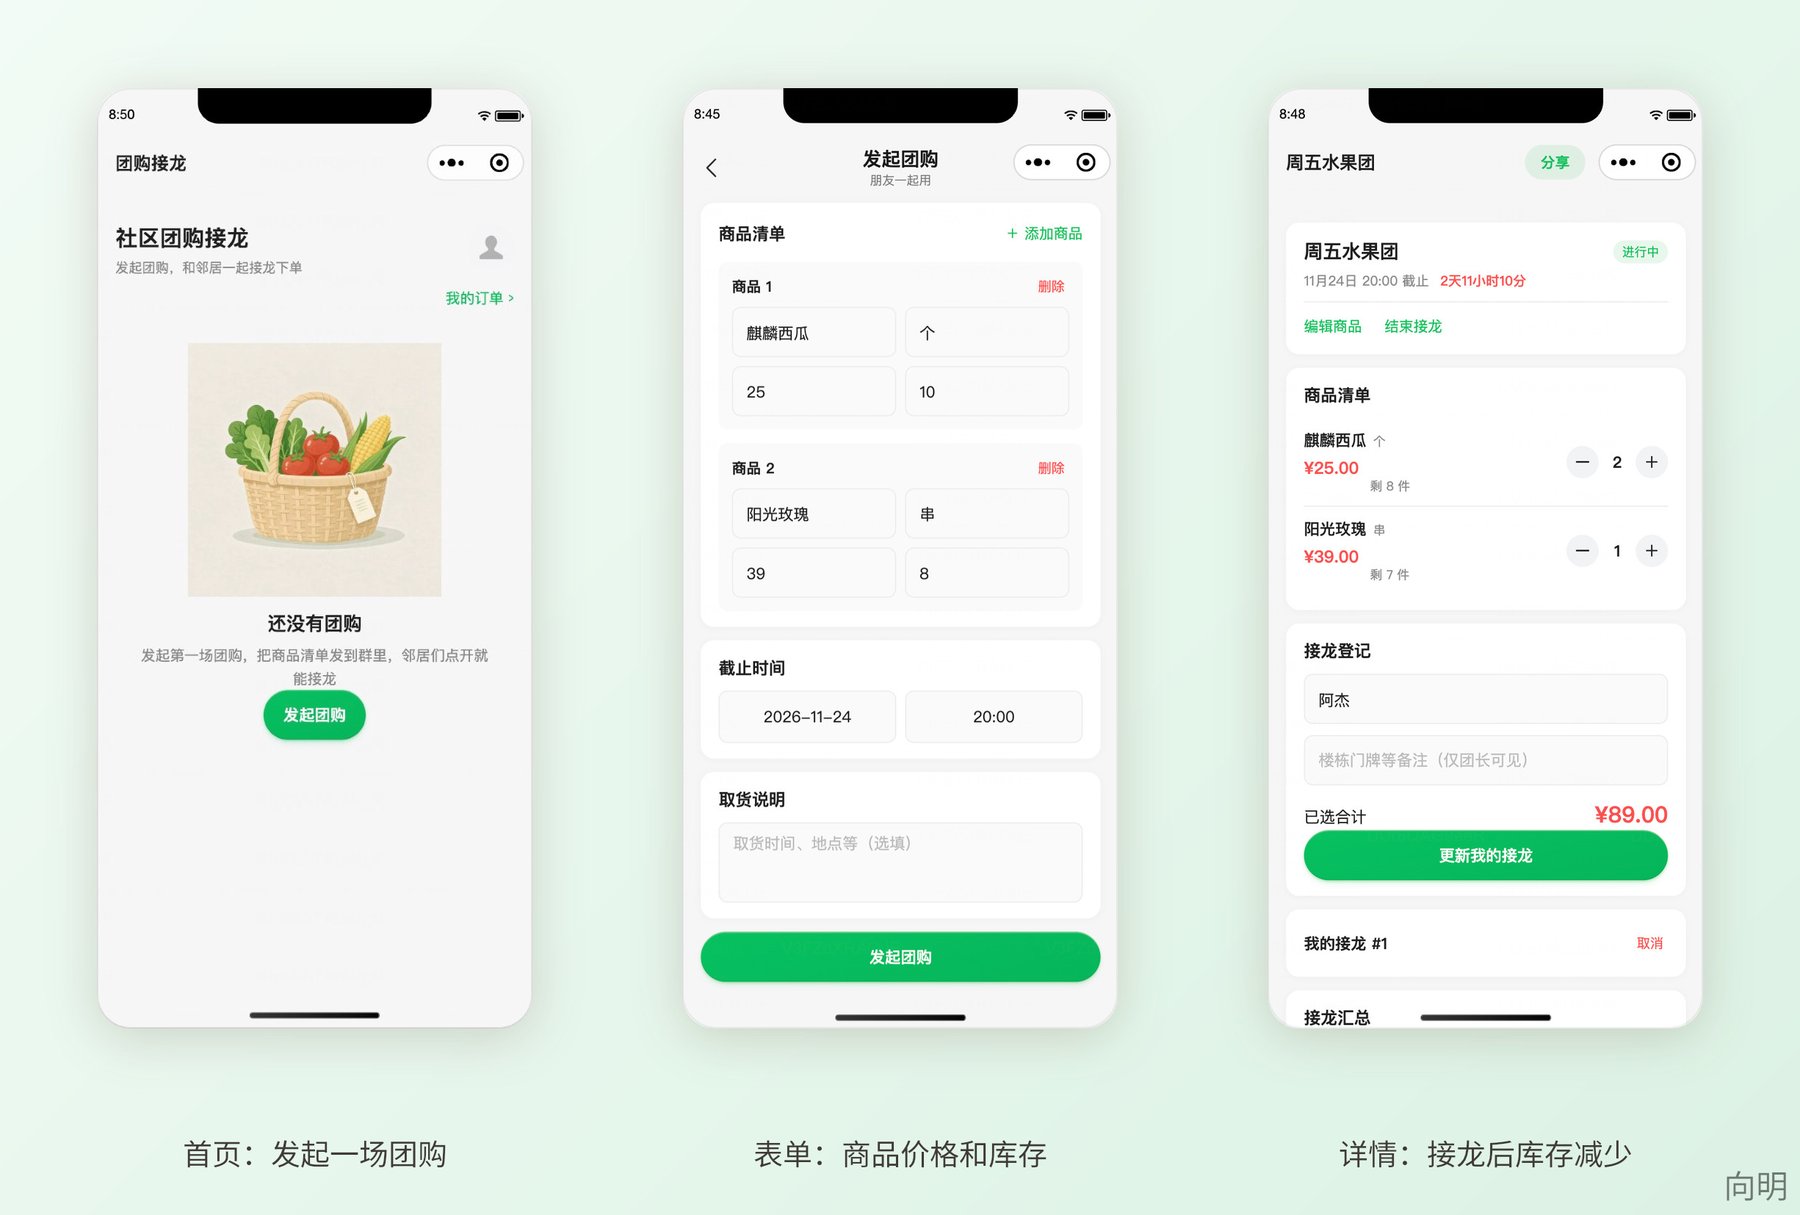 8:50
团购接龙
社区团购接龙
发起团购，和邻居一起接龙下单
我的订单 >
还没有团购
发起第一场团购，把商品清单发到群里，邻居们点开就
能接龙
发起团购
首页：发起一场团购
8:45
发起团购
朋友一起用
商品清单
+ 添加商品
商品 1
删除
麒麟西瓜
个
25
10
商品 2
删除
阳光玫瑰
串
39
8
截止时间
2026-11-24
20:00
取货说明
取货时间、地点等（选填）
发起团购
表单：商品价格和库存
8:48
周五水果团
分享
周五水果团
进行中
11月24日 20:00 截止 2天11小时10分
编辑商品 结束接龙
商品清单
麒麟西瓜 个
¥25.00
剩 8 件
2
阳光玫瑰 串
¥39.00
剩 7 件
1
接龙登记
阿杰
楼栋门牌等备注（仅团长可见）
已选合计
¥89.00
更新我的接龙
我的接龙 #1
取消
接龙汇总
详情：接龙后库存减少
向明